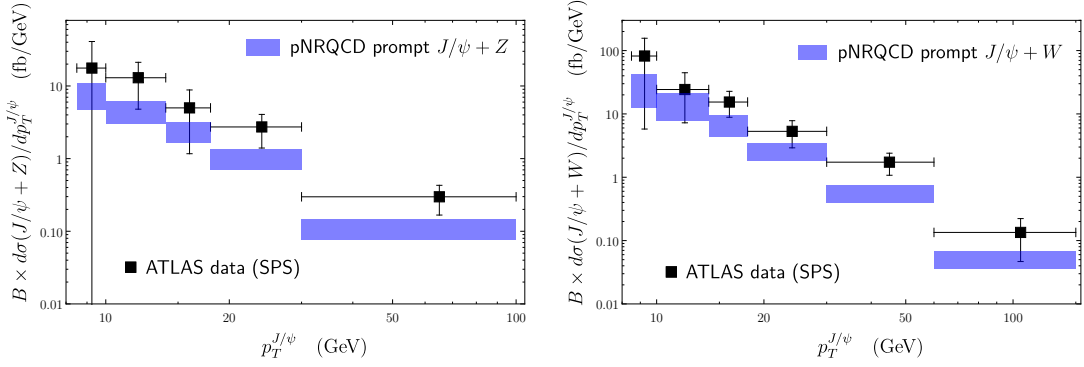 B × dσ(J/ψ + Z)/dp_T^{J/ψ} (fb/GeV)
10
1
0.10
0.01
pNRQCD prompt J/ψ + Z
ATLAS data (SPS)
10
20
50
100
p_T^{J/ψ} (GeV)
B × dσ(J/ψ + W)/dp_T^{J/ψ} (fb/GeV)
100
10
1
0.10
0.01
pNRQCD prompt J/ψ + W
ATLAS data (SPS)
10
20
50
100
p_T^{J/ψ} (GeV)